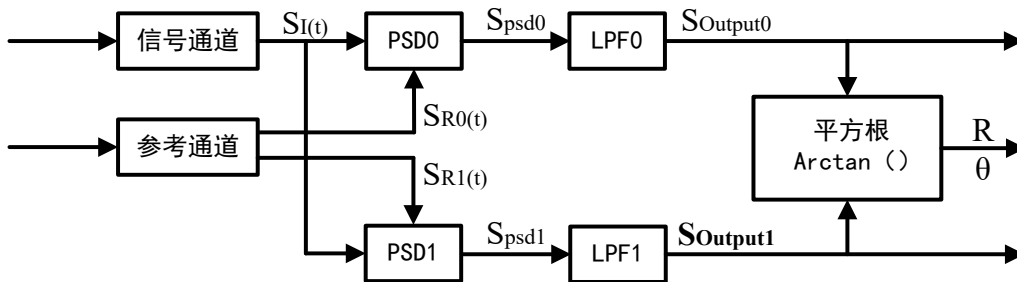 信号通道
SI(t)
PSD0
Spsd0
LPF0
SOutput0
SR0(t)
参考通道
SR1(t)
平方根
Arctan（）
R
θ
PSD1
Spsd1
LPF1
SOutput1